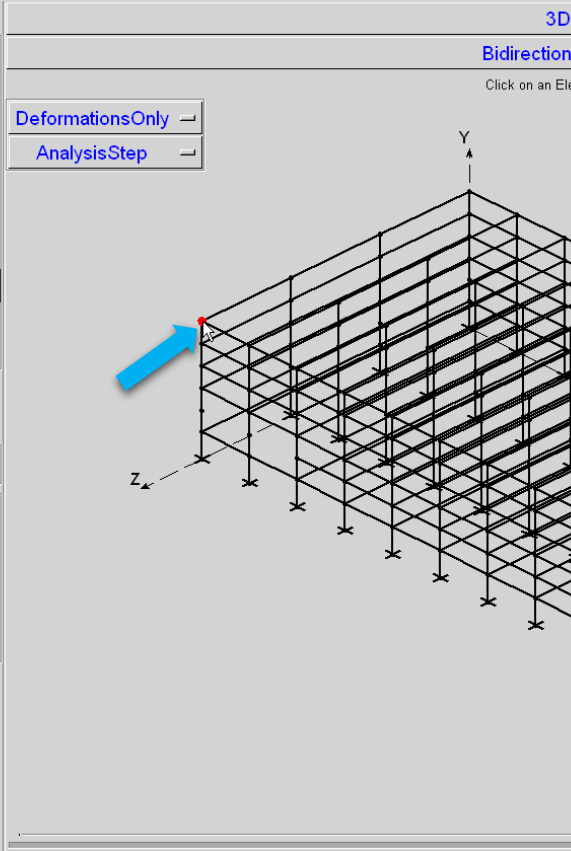 3D
Bidirection
Click on an Ele
DeformationsOnly
AnalysisStep
Y
Z